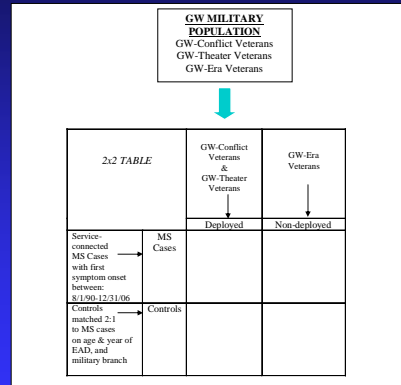 GW MILITARY
POPULATION
GW-Conflict Veterans
GW-Theater Veterans
GW-Era Veterans
2x2 TABLE
GW-Conflict
Veterans
&
GW-Theater
Veterans
GW-Era
Veterans
Deployed
Non-deployed
Service-
connected
MS Cases
with first
symptom onset
between:
8/1/90-12/31/06
MS
Cases
Controls
matched 2:1
to MS cases
on age & year of
EAD, and
military branch
Controls